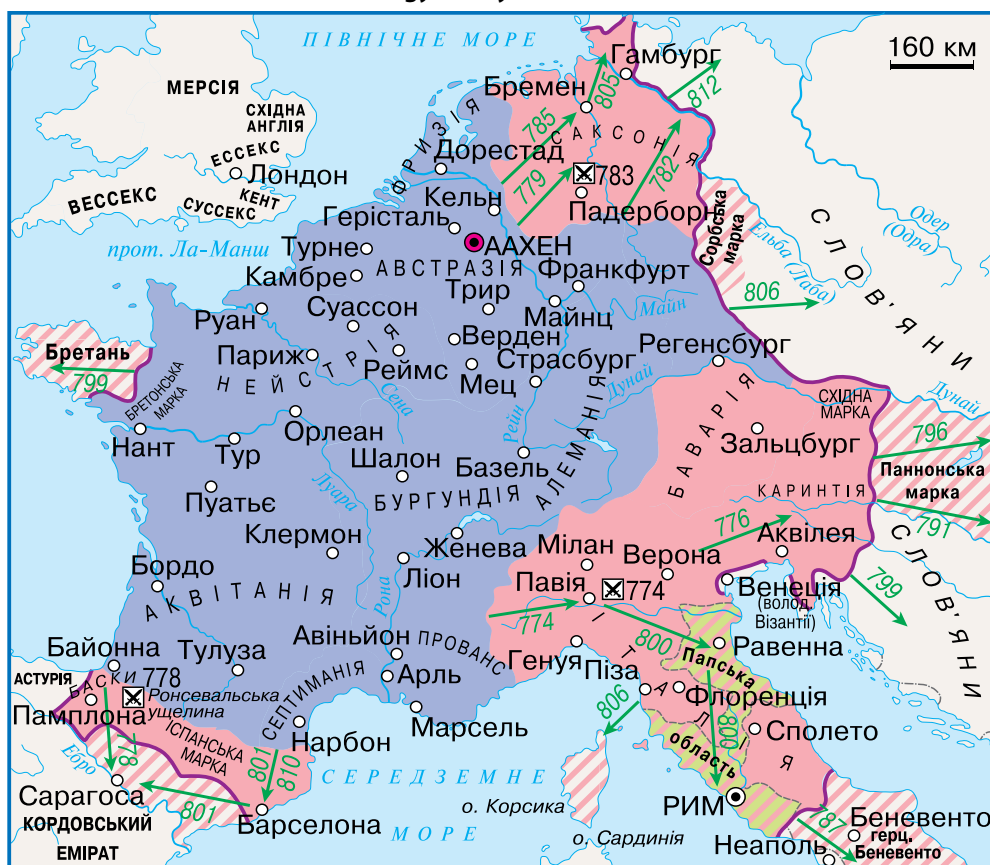 ПІВНІЧНЕ МОРЕ
160 км
Гамбург
812
Бремен
805
МЕРСІЯ
СХІДНА
АНГЛІЯ
ЕССЕКС
Лондон
ВЕССЕКС
КЕНТ
СУССЕКС
прот. Ла-Манш
ФРИЗІЯ
785
САКСОНІЯ
Дорестад
779
783
782
Падерборн
Кельн
Герісталь
Турне
ААХЕН
Камбре
АВСТРАЗІЯ
Франкфурт
Сорбська
марка
Ельба (Лаба)
Одер
(Одра)
СЛОВ'ЯНИ
806
Суассон
Трир
Майнц
Майн
Руан
Париж
НЕЙСТРІЯ
Реймс
Верден
Мец
Страсбург
Регенсбург
Дунай
Дунай
Бретань
799
БРЕТОНСЬКА
МАРКА
Сена
Рейн
Нант
Тур
Орлеан
Шалон
Базель
АЛЕМАНІЯ
БАВАРІЯ
СХІДНА
МАРКА
Зальцбург
796
Паннонська
марка
791
Пуатьє
Луара
БУРГУНДІЯ
КАРИНТІЯ
Клермон
Женева
Мілан
Верона
776
Аквілея
Бордо
Ліон
Павія
774
774
Венеція
(волод.
Візантії)
799
СЛОВ'ЯНИ
АКВІТАНІЯ
Рона
ІТАЛІЯ
800
Равенна
Байонна
Тулуза
Авіньйон
ПРОВАНС
Генуя
Піза
Папська
область
АСТУРІЯ
БАСКИ
778
Ронсевальська
ущелина
Арль
806
Флоренція
Памплона
СЕПТИМАНІЯ
Марсель
800
Сполето
ІСПАНСЬКА
МАРКА
Нарбон
Ебро
778
801
810
СЕРЕДЗЕМНЕ
МОРЕ
Сарагоса
801
КОРДОВСЬКИЙ
ЕМІРАТ
Барселона
о. Корсика
о. Сардинія
РИМ
787
Беневенто
герц.
Беневенто
Неаполь